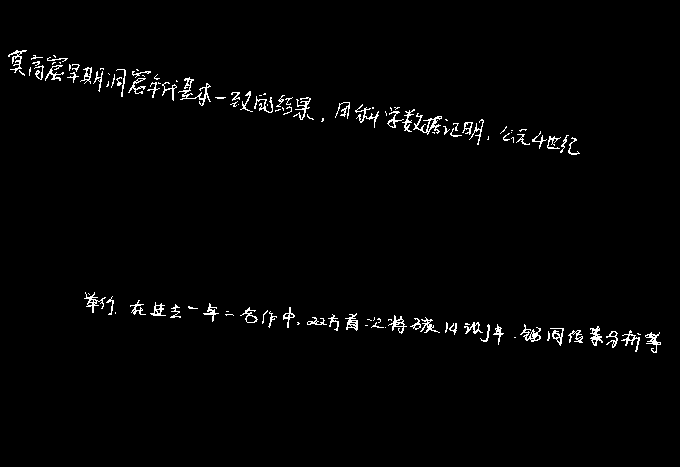 莫高窟早期洞窟年代基本一致的结果,用科学数据证明,公元4世纪
举行.在过去一年二合作中,双方首次将碳14测年.锶同位素分析等